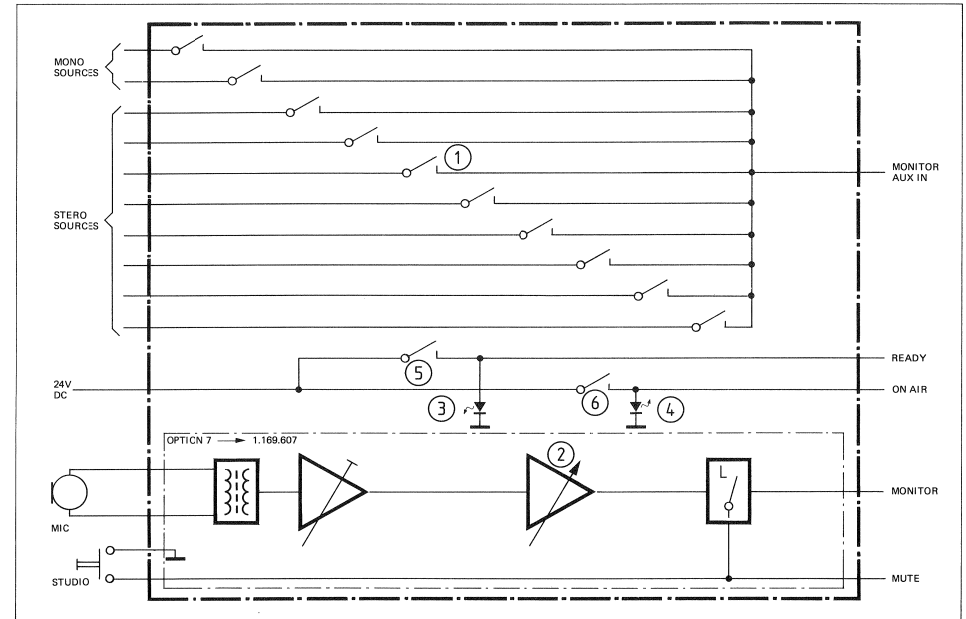 MONO
SOURCES
1
MONITOR
AUX IN
STERO
SOURCES
READY
5
24V
DC
ON AIR
3
6
4
OPTION 7 → 1.169.607
2
L
MONITOR
MIC
STUDIO
MUTE